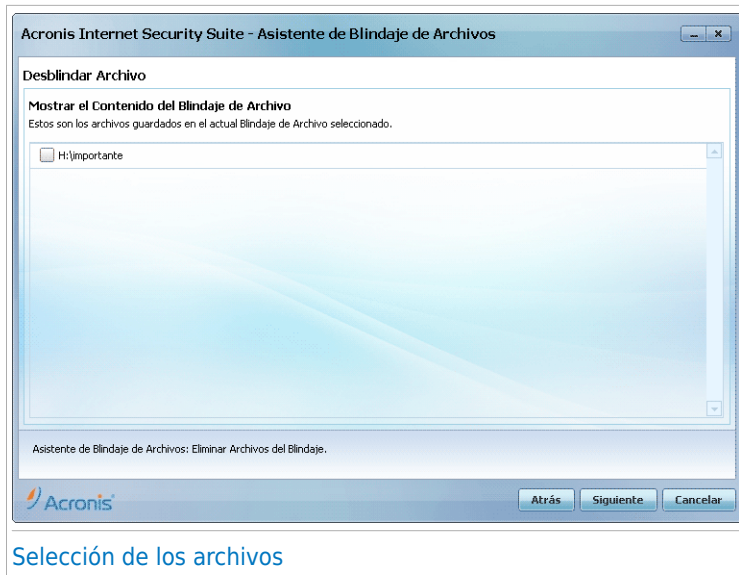 Acronis Internet Security Suite - Asistente de Blindaje de Archivos
Desblindar Archivo
Mostrar el Contenido del Blindaje de Archivo
Estos son los archivos guardados en el actual Blindaje de Archivo seleccionado.
H:\importante
Asistente de Blindaje de Archivos: Eliminar Archivos del Blindaje.
Acronis
Atrás Siguiente Cancelar
Selección de los archivos